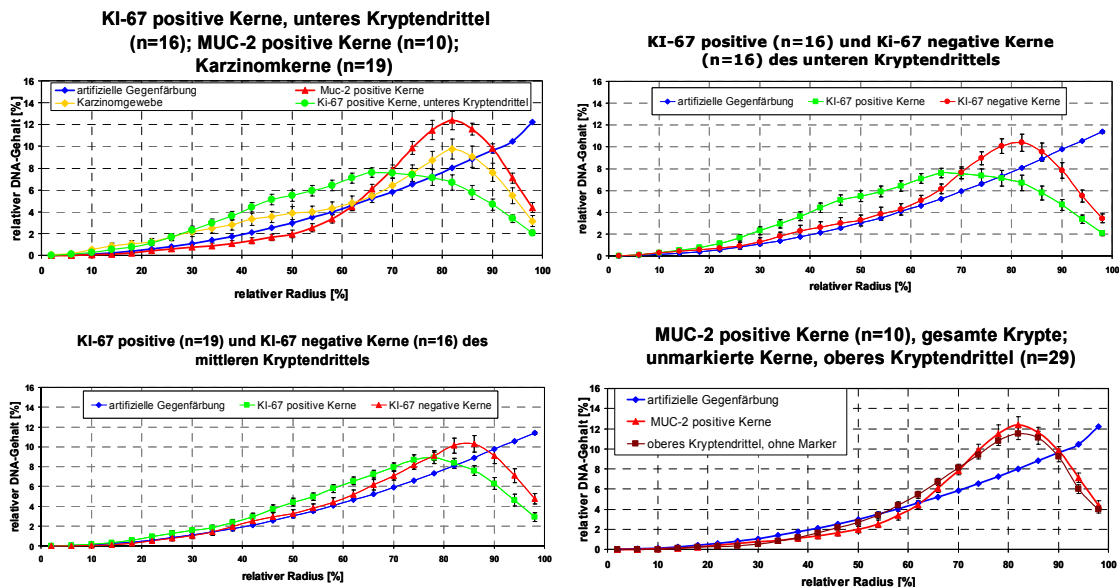 KI-67 positive Kerne, unteres Kryptendrittel
(n=16); MUC-2 positive Kerne (n=10);
Karzinomkerne (n=19)
relativer DNA-Gehalt [%]
16
14
12
10
8
6
4
2
0
artifizielle Gegenfärbung
Muc-2 positive Kerne
Karzinomgewebe
Ki-67 positive Kerne, unteres Kryptendrittel
0 10 20 30 40 50 60 70 80 90 100
relativer Radius [%]
KI-67 positive (n=16) und Ki-67 negative Kerne
(n=16) des unteren Kryptendrittels
relativer DNA-Gehalt [%]
16
14
12
10
8
6
4
2
0
artifizielle Gegenfärbung
KI-67 positive Kerne
KI-67 negative Kerne
0 10 20 30 40 50 60 70 80 90 100
relativer Radius [%]
KI-67 positive (n=19) und KI-67 negative Kerne (n=16) des
mittleren Kryptendrittels
relativer DNA-Gehalt [%]
16
14
12
10
8
6
4
2
0
artifizielle Gegenfärbung
KI-67 positive Kerne
KI-67 negative Kerne
0 10 20 30 40 50 60 70 80 90 100
relativer Radius [%]
MUC-2 positive Kerne (n=10), gesamte Krypte;
unmarkierte Kerne, oberes Kryptendrittel (n=29)
relativer DNA-Gehalt [%]
16
14
12
10
8
6
4
2
0
artifizielle Gegenfärbung
MUC-2 positive Kerne
oberes Kryptendrittel, ohne Marker
0 10 20 30 40 50 60 70 80 90 100
relativer Radius [%]